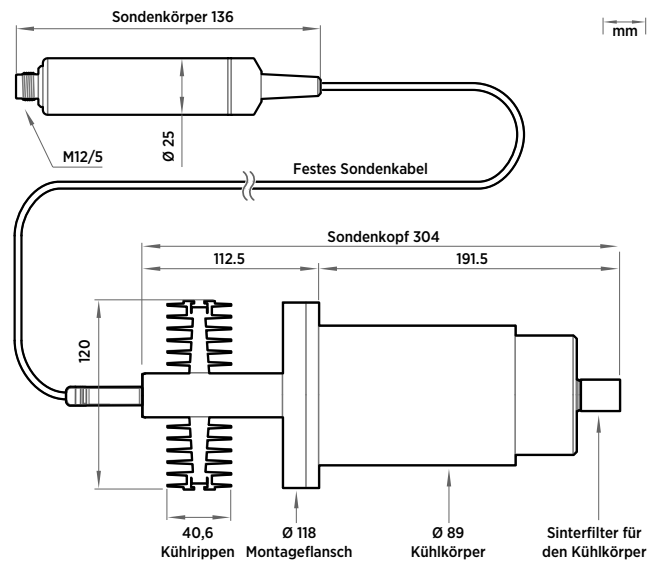 Sondenkörper 136
mm
M12/5
Ø 25
Festes Sondenkabel
Sondenkopf 304
112.5
191.5
120
40,6
Kühlrippen
Ø 118
Montageflansch
Ø 89
Kühlkörper
Sinterfilter für
den Kühlkörper